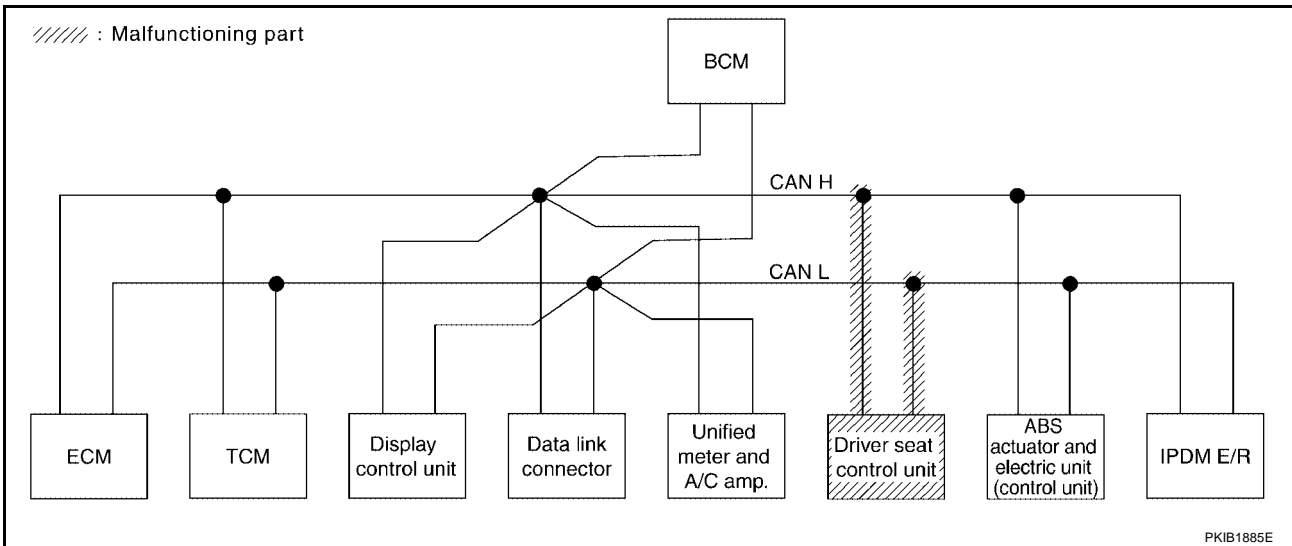 : Malfunctioning part
BCM
CAN H
CAN L
ECM
TCM
Display
control unit
Data link
connector
Unified
meter and
A/C amp.
Driver seat
control unit
ABS
actuator and
electric unit
(control unit)
IPDM E/R
PKIB1885E